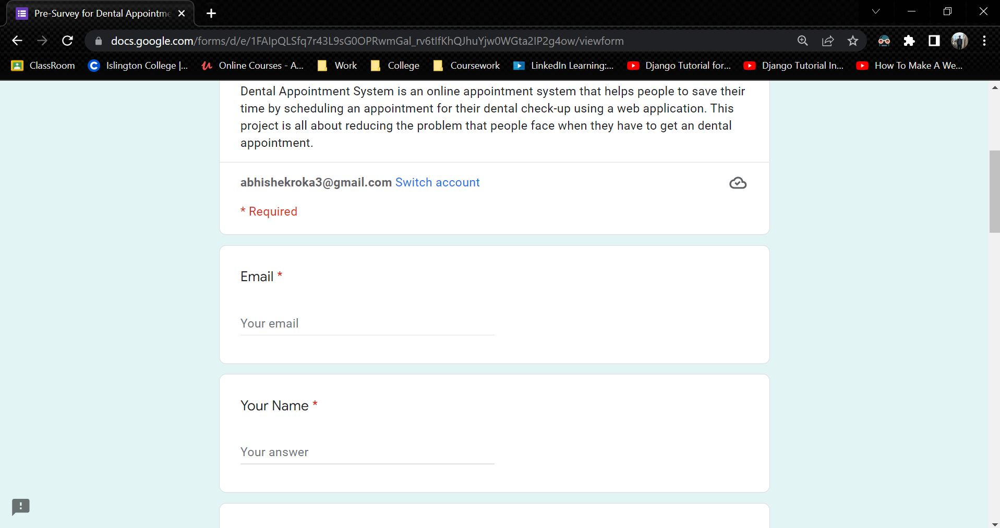 Pre-Survey for Dental Appointme
docs.google.com/forms/d/e/1FAIpQLSfq7r43L9sG0OPRwmGal_rv6tIfKhQJhuYjw0WGta2IP2g4ow/viewform
ClassRoom Islington College |... Online Courses - A... Work College Coursework LinkedIn Learning:... Django Tutorial for... Django Tutorial In... How To Make A We...
Dental Appointment System is an online appointment system that helps people to save their
time by scheduling an appointment for their dental check-up using a web application. This
project is all about reducing the problem that people face when they have to get an dental
appointment.
abhishekroka3@gmail.com Switch account
* Required
Email *
Your email
Your Name *
Your answer